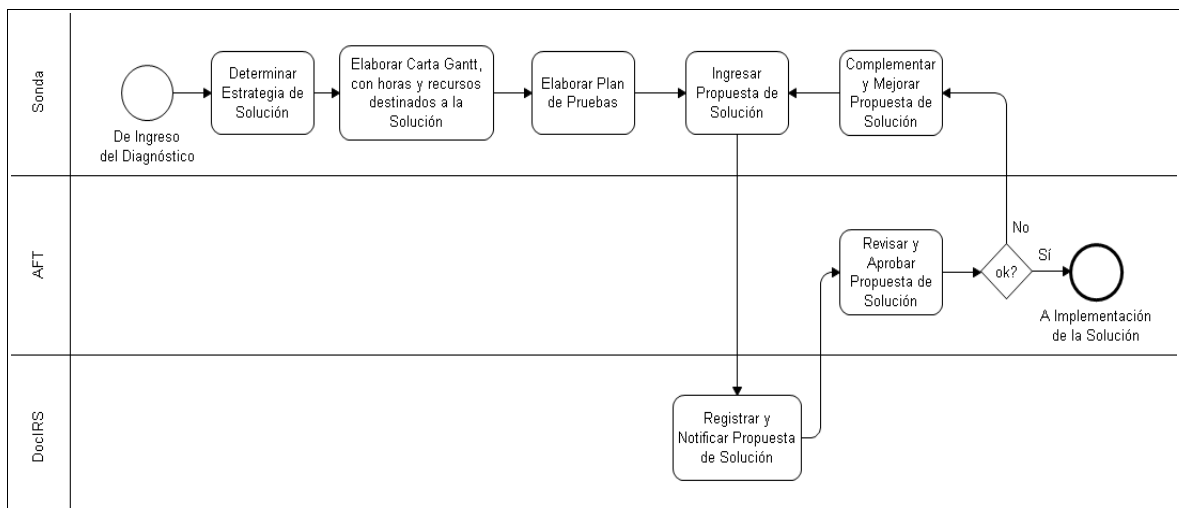 Sonda
De Ingreso
del Diagnóstico
Determinar
Estrategia de
Solución
Elaborar Carta Gantt,
con horas y recursos
destinados a la
Solución
Elaborar Plan
de Pruebas
Ingresar
Propuesta de
Solución
Complementar
y Mejorar
Propuesta de
Solución
AFT
Revisar y
Aprobar
Propuesta de
Solución
ok?
No
Sí
A Implementación
de la Solución
DocIRS
Registrar y
Notificar Propuesta
de Solución